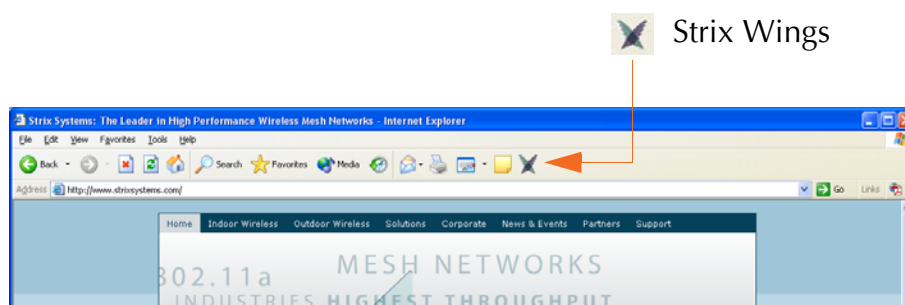 Strix Wings
Strix Systems: The Leader in High Performance Wireless Mesh Networks - Internet Explorer
File Edit View Favorites Tools Help
Back Search Favorites Media
Address http://www.strixsystems.com/ Go Links
Home Indoor Wireless Outdoor Wireless Solutions Corporate News & Events Partners Support
MESH NETWORKS
802.11a
INDUSTRIES HIGHEST THROUGHPUT